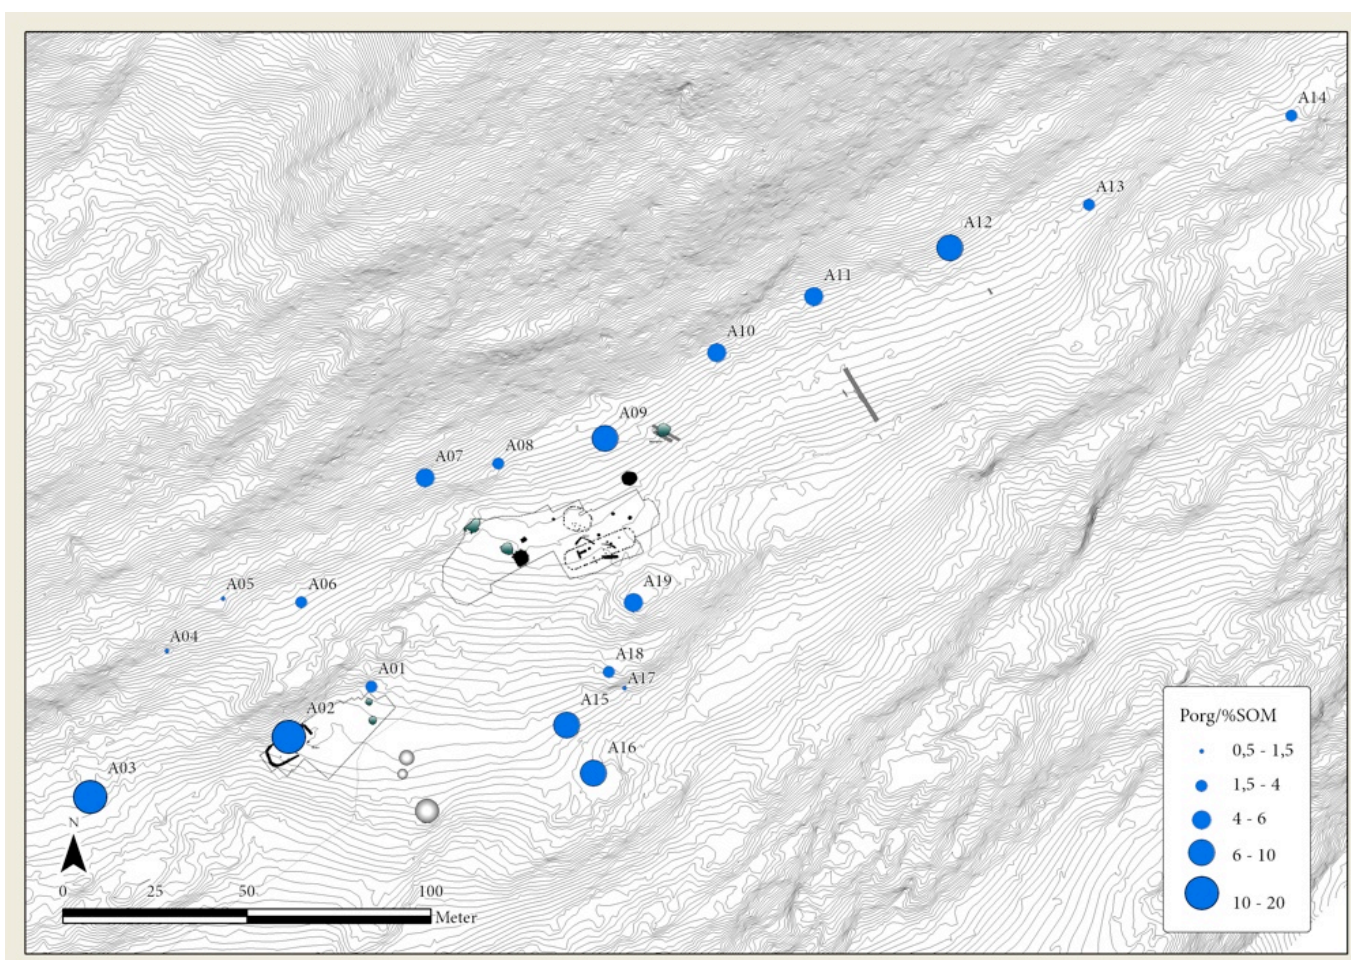 A14
A13
A12
A11
A10
A09
A08
A07
A05
A06
A19
A04
A18
A01
A17
A15
A02
A16
A03
N
0 25 50 100
Meter
Porg/%SOM
0,5 - 1,5
1,5 - 4
4 - 6
6 - 10
10 - 20